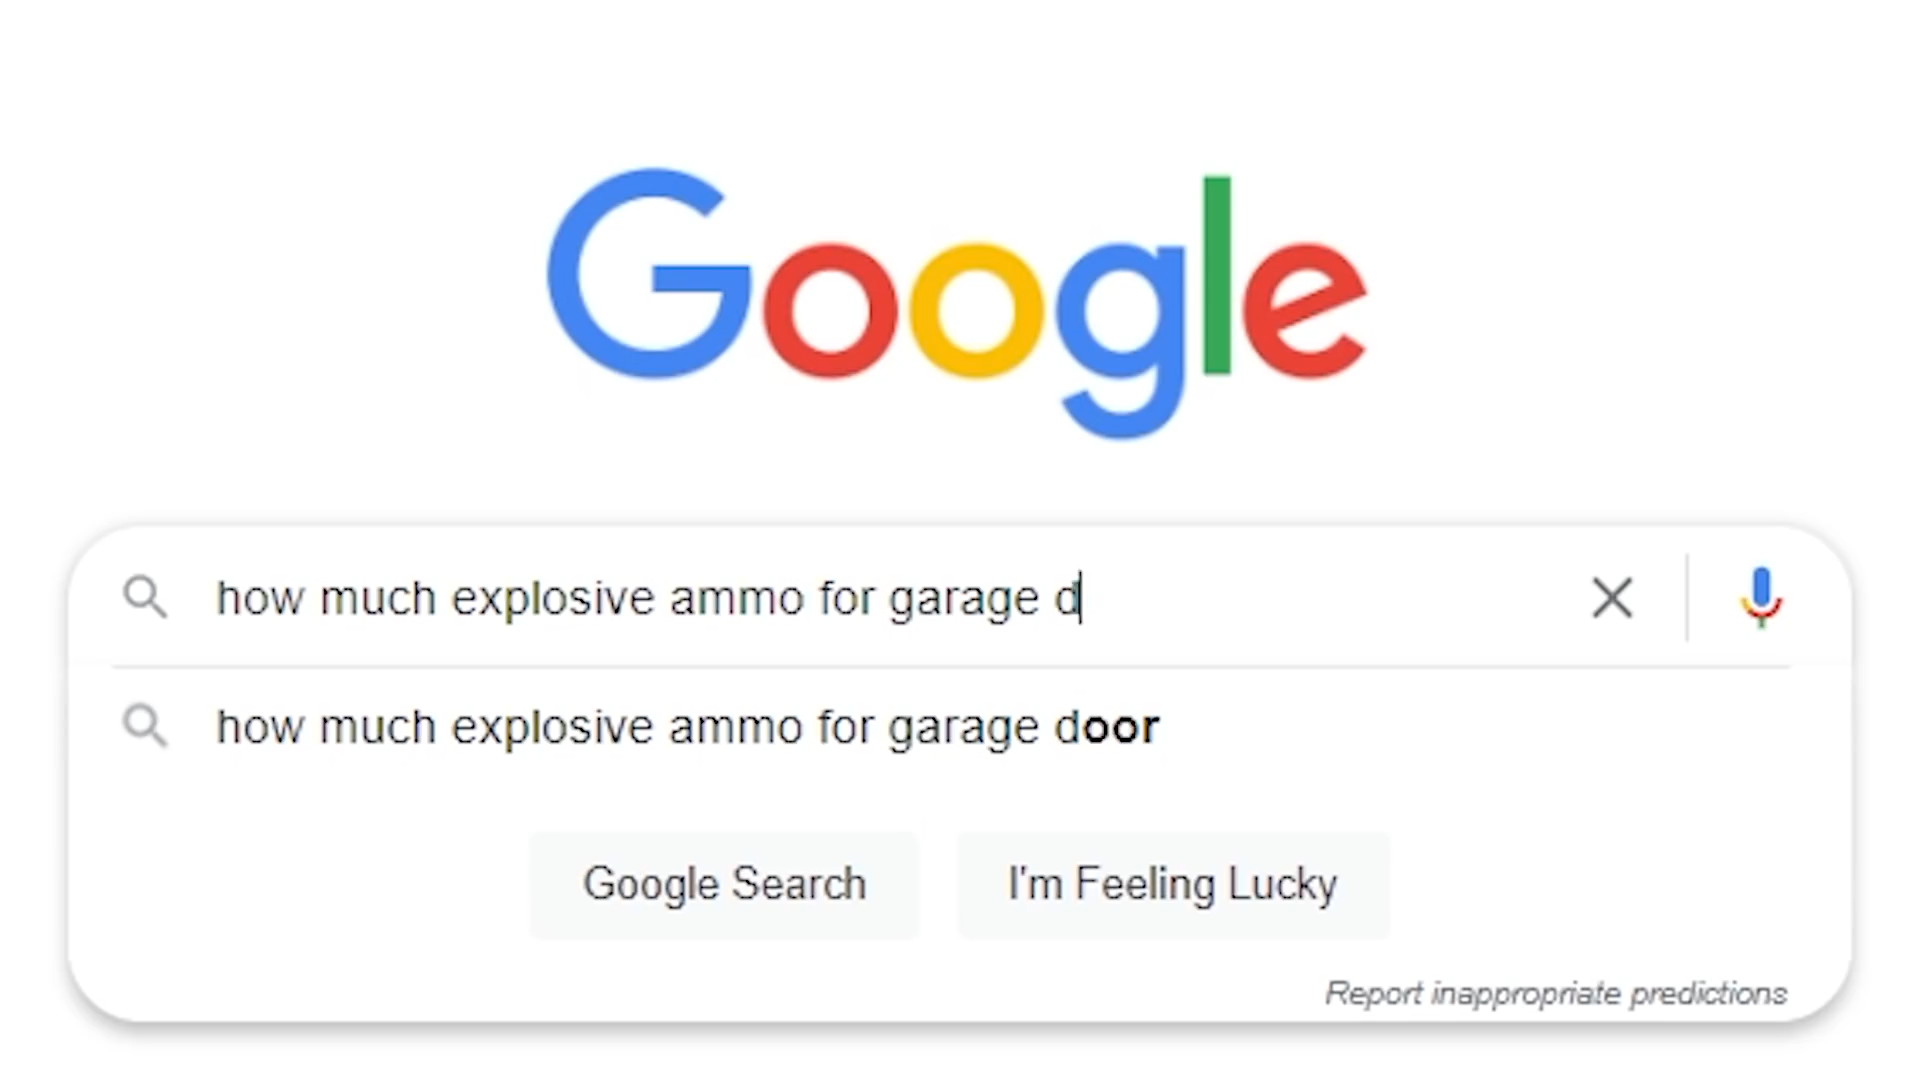 Google
how much explosive ammo for garage d
how much explosive ammo for garage door
Google Search
I'm Feeling Lucky
Report inappropriate predictions